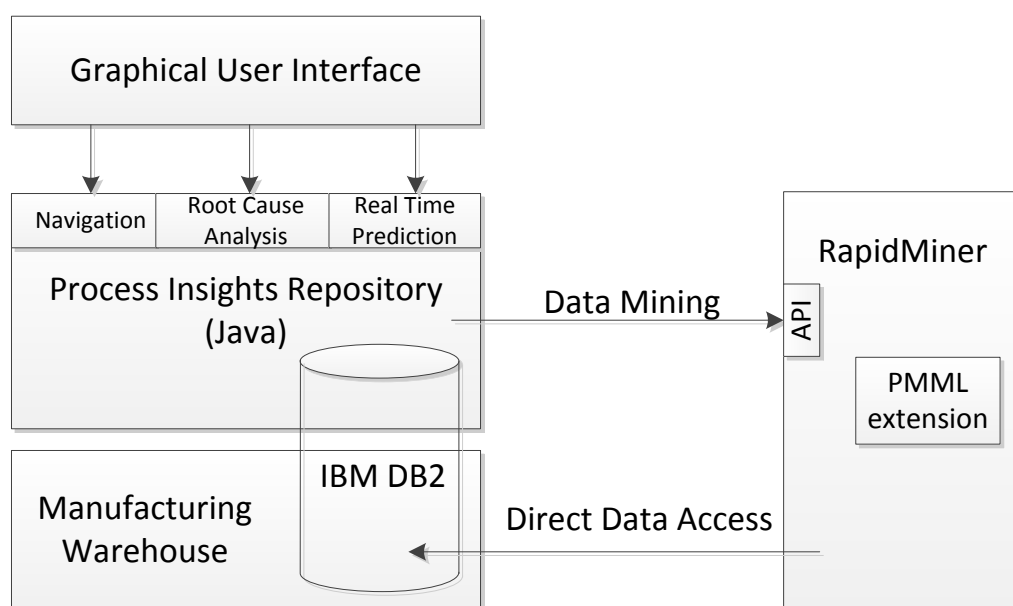 Graphical User Interface
Navigation
Root Cause
Analysis
Real Time
Prediction
Process Insights Repository
(Java)
Data Mining
RapidMiner
API
PMML
extension
IBM DB2
Manufacturing
Warehouse
Direct Data Access